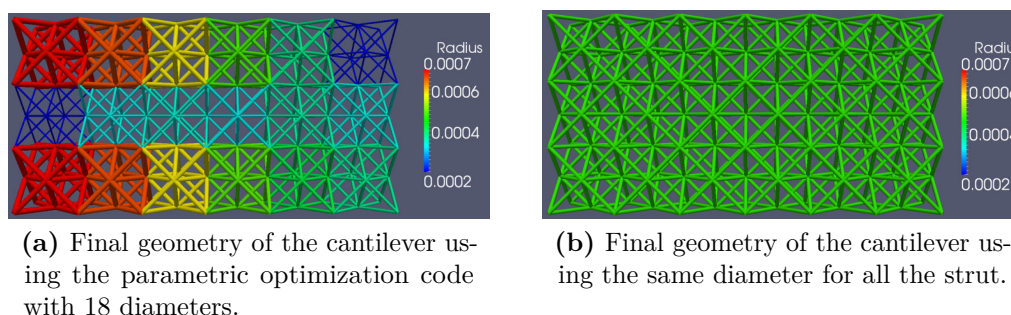 Radius
0.0007
0.0006
0.0004
0.0002
Radiu
0.0007
0.0006
0.0004
0.0002
(a) Final geometry of the cantilever us-
ing the parametric optimization code
with 18 diameters.
(b) Final geometry of the cantilever us-
ing the same diameter for all the strut.